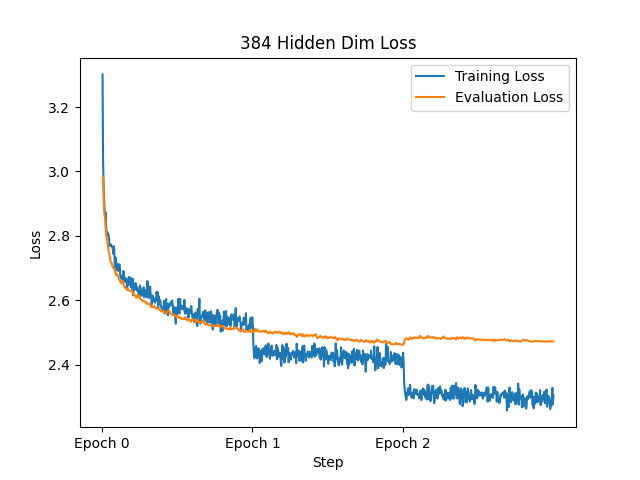 384 Hidden Dim Loss
Training Loss
Evaluation Loss
3.2
3.0
2.8
2.6
2.4
Loss
Epoch 0
Epoch 1
Epoch 2
Step